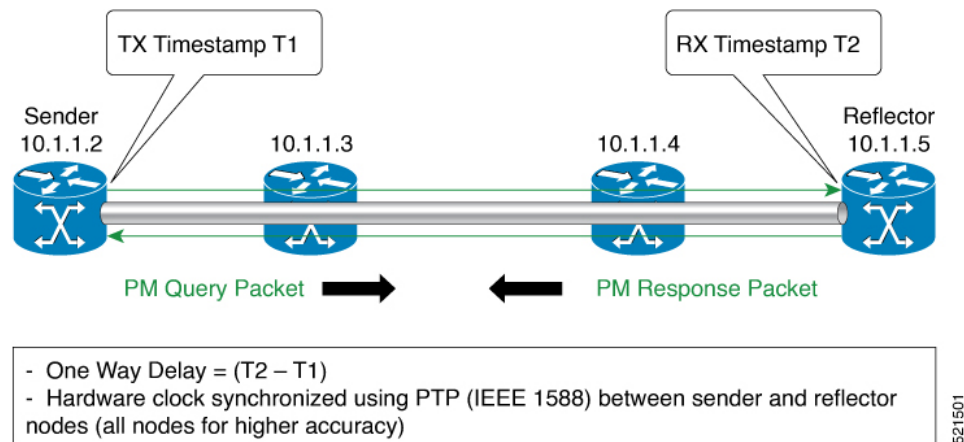 TX Timestamp T1
RX Timestamp T2
Sender
10.1.1.2
10.1.1.3
10.1.1.4
Reflector
10.1.1.5
PM Query Packet
PM Response Packet
- One Way Delay = (T2 – T1)
- Hardware clock synchronized using PTP (IEEE 1588) between sender and reflector
nodes (all nodes for higher accuracy)
521501